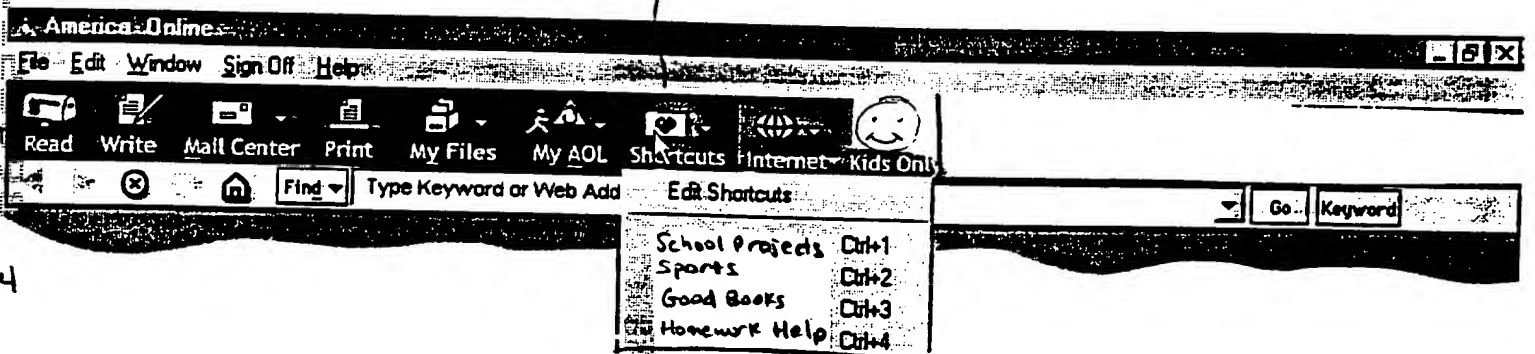 America Online
File Edit Window Sign Off Help
Read Write Mail Center Print My Files My AOL Shortcuts Internet Kids Only
Find Type Keyword or Web Add Go Keyword
Edit Shortcuts
School Projects Ctrl+1
Sports Ctrl+2
Good Books Ctrl+3
Homework Help Ctrl+4
4